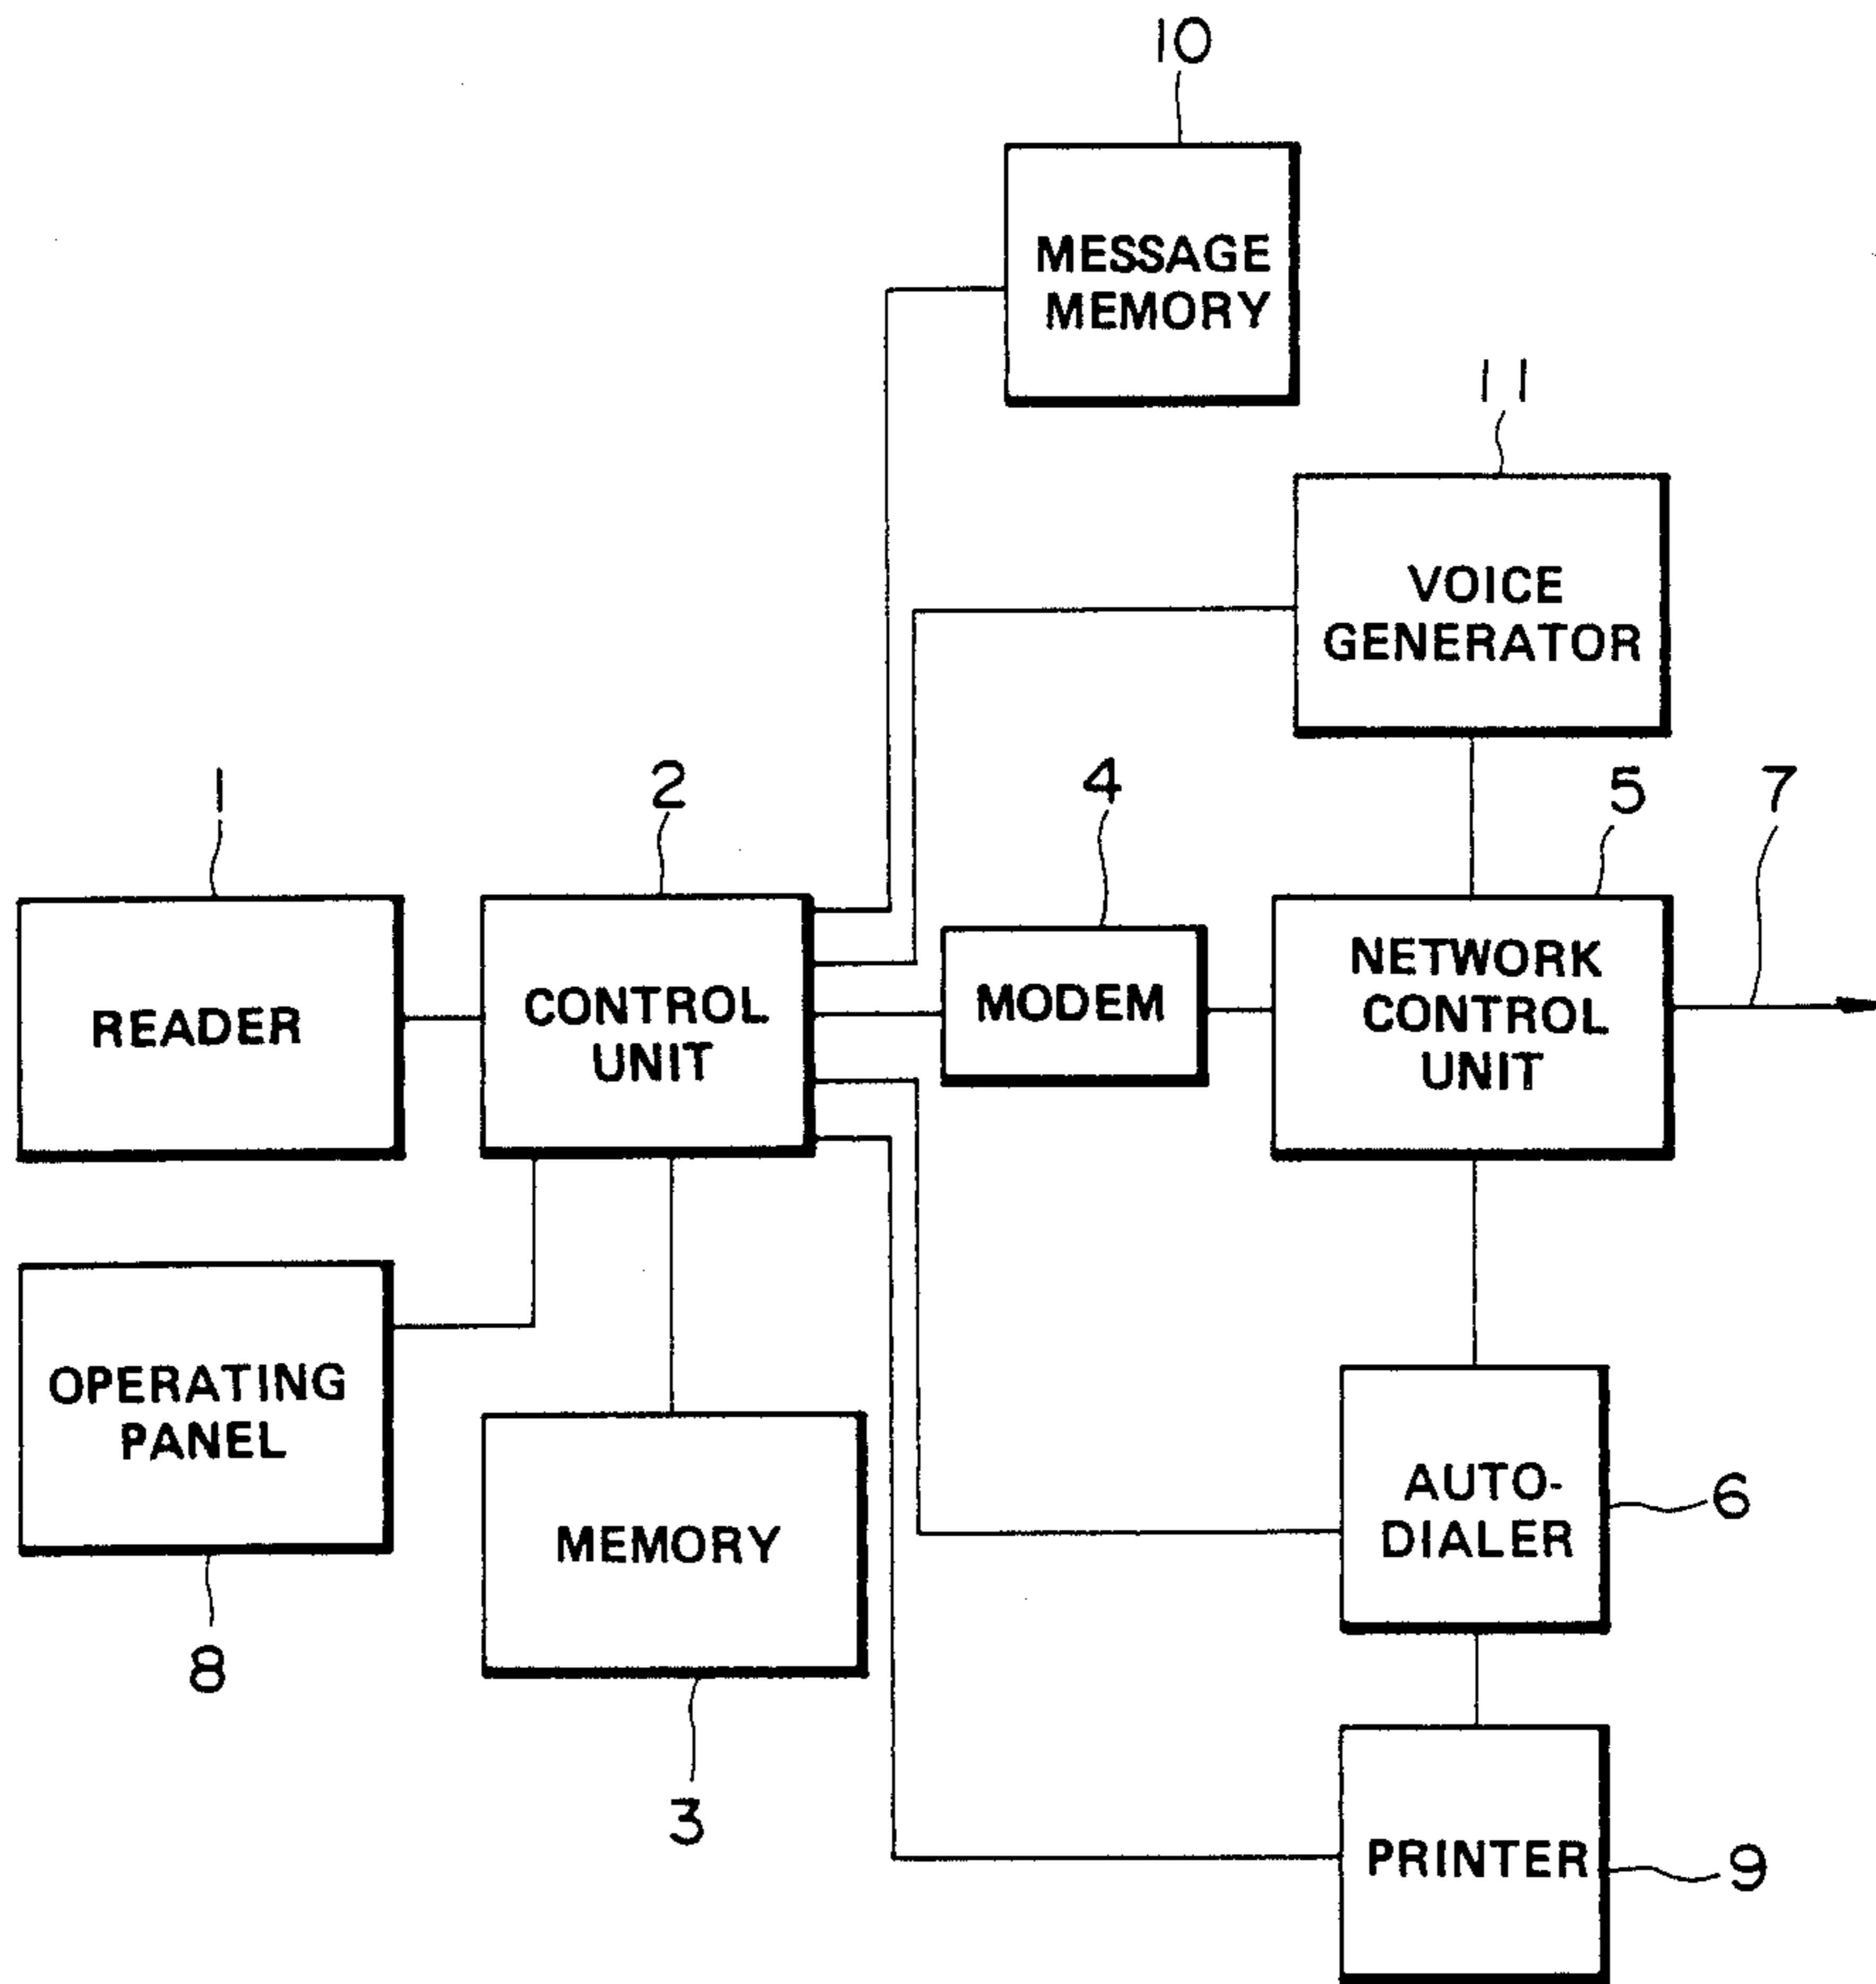 10
MESSAGE
MEMORY
11
VOICE
GENERATOR
1
2
4
5
7
READER
CONTROL
UNIT
MODEM
NETWORK
CONTROL
UNIT
OPERATING
PANEL
8
MEMORY
3
AUTO-
DIALER
6
PRINTER
9